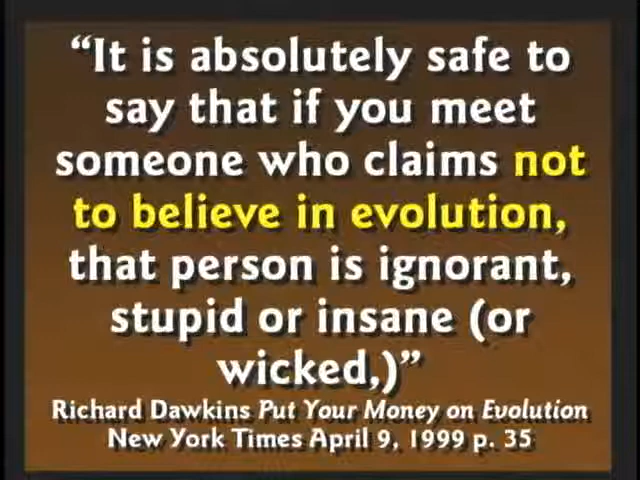 “It is absolutely safe to
say that if you meet
someone who claims not
to believe in evolution,
that person is ignorant,
stupid or insane (or
wicked,)”
Richard Dawkins Put Your Money on Evolution
New York Times April 9, 1999 p. 35